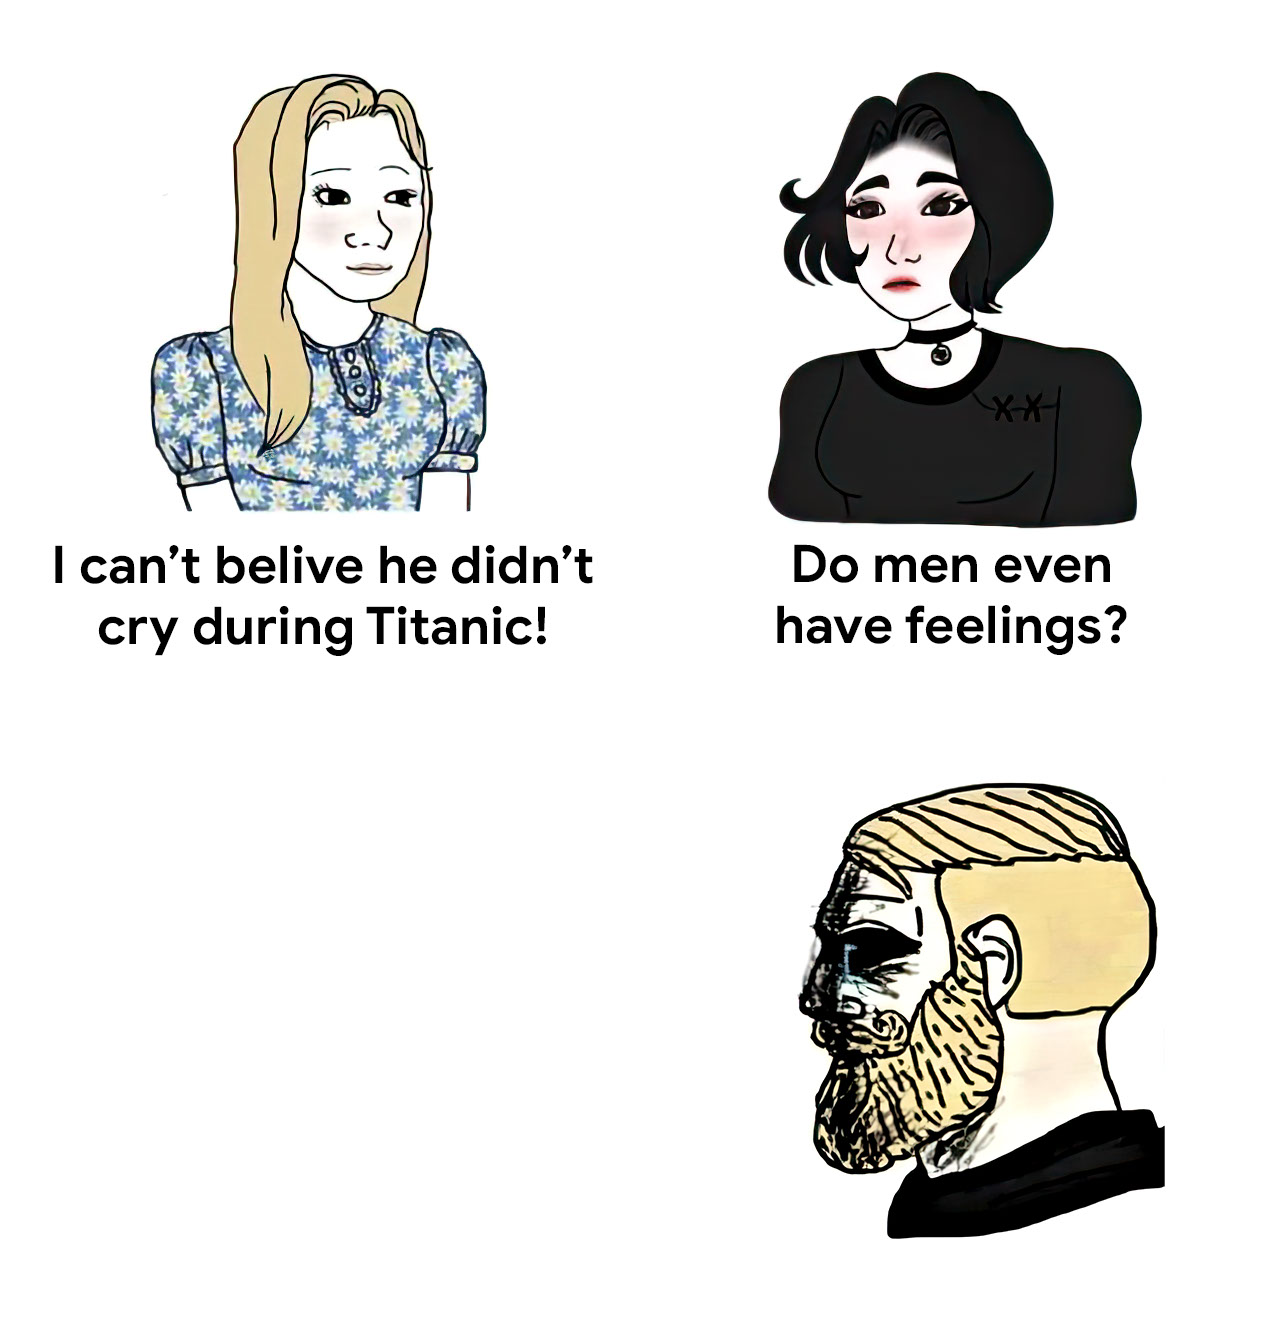 I can’t belive he didn’t
cry during Titanic!
Do men even
have feelings?